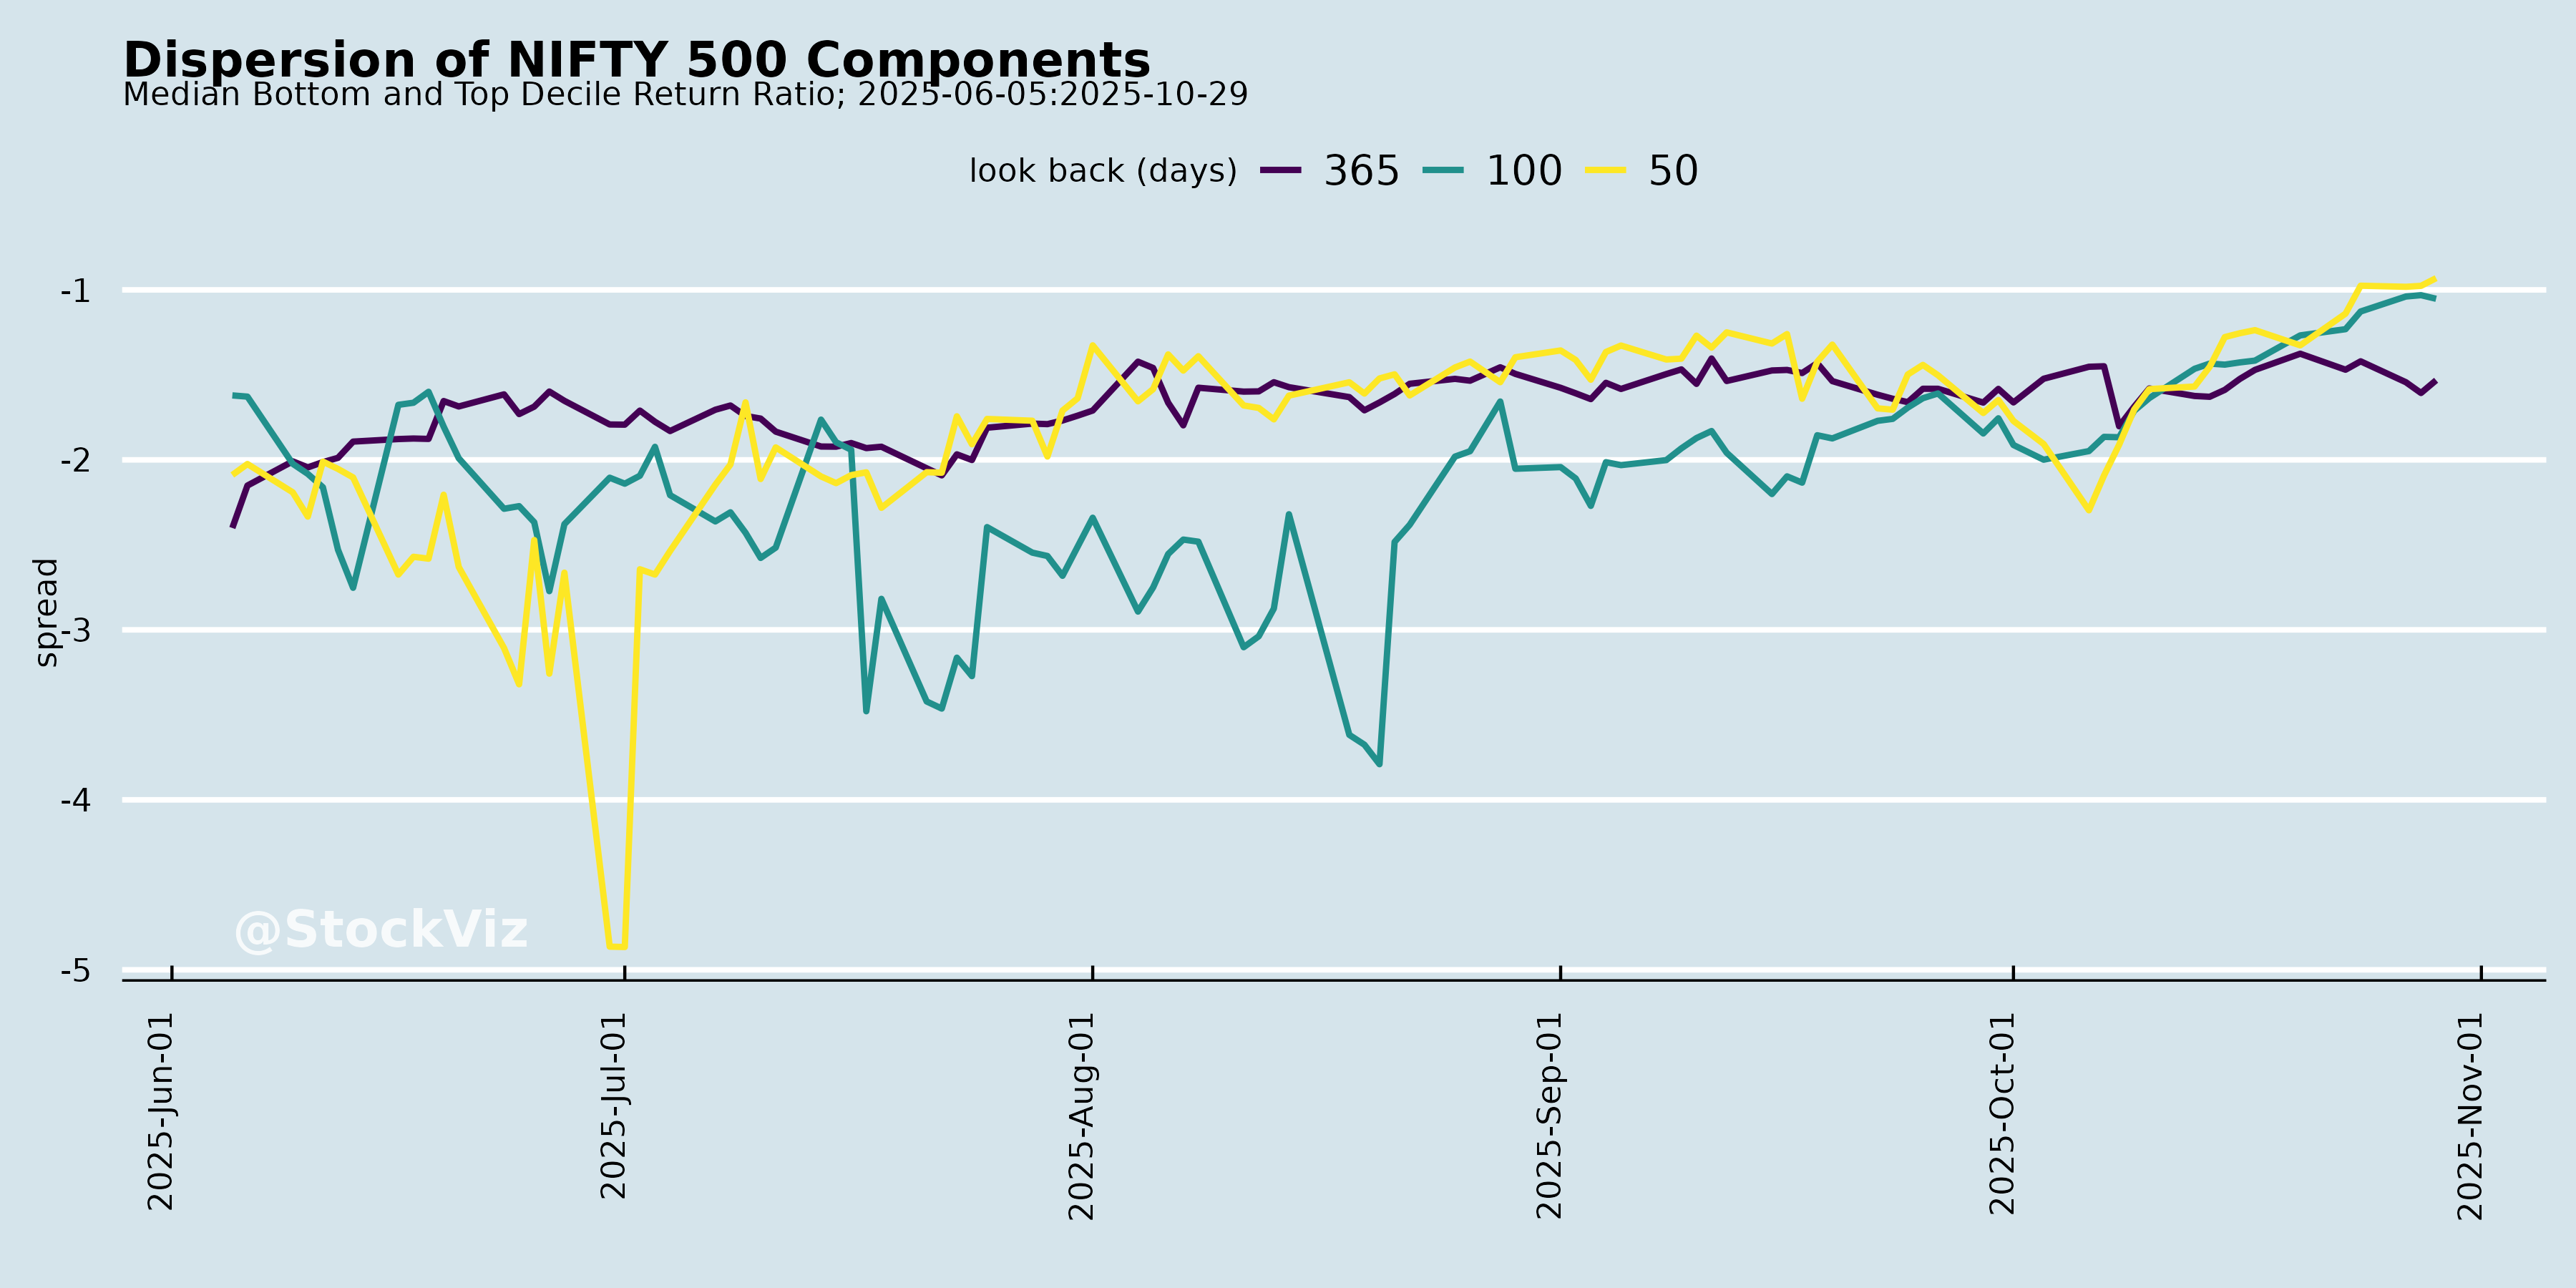 Dispersion of NIFTY 500 Components
Median Bottom and Top Decile Return Ratio; 2025-06-05:2025-10-29
look back (days) 365 100 50
-1
-2
-3
-4
-5
spread
@StockViz
2025-Jun-01
2025-Jul-01
2025-Aug-01
2025-Sep-01
2025-Oct-01
2025-Nov-01